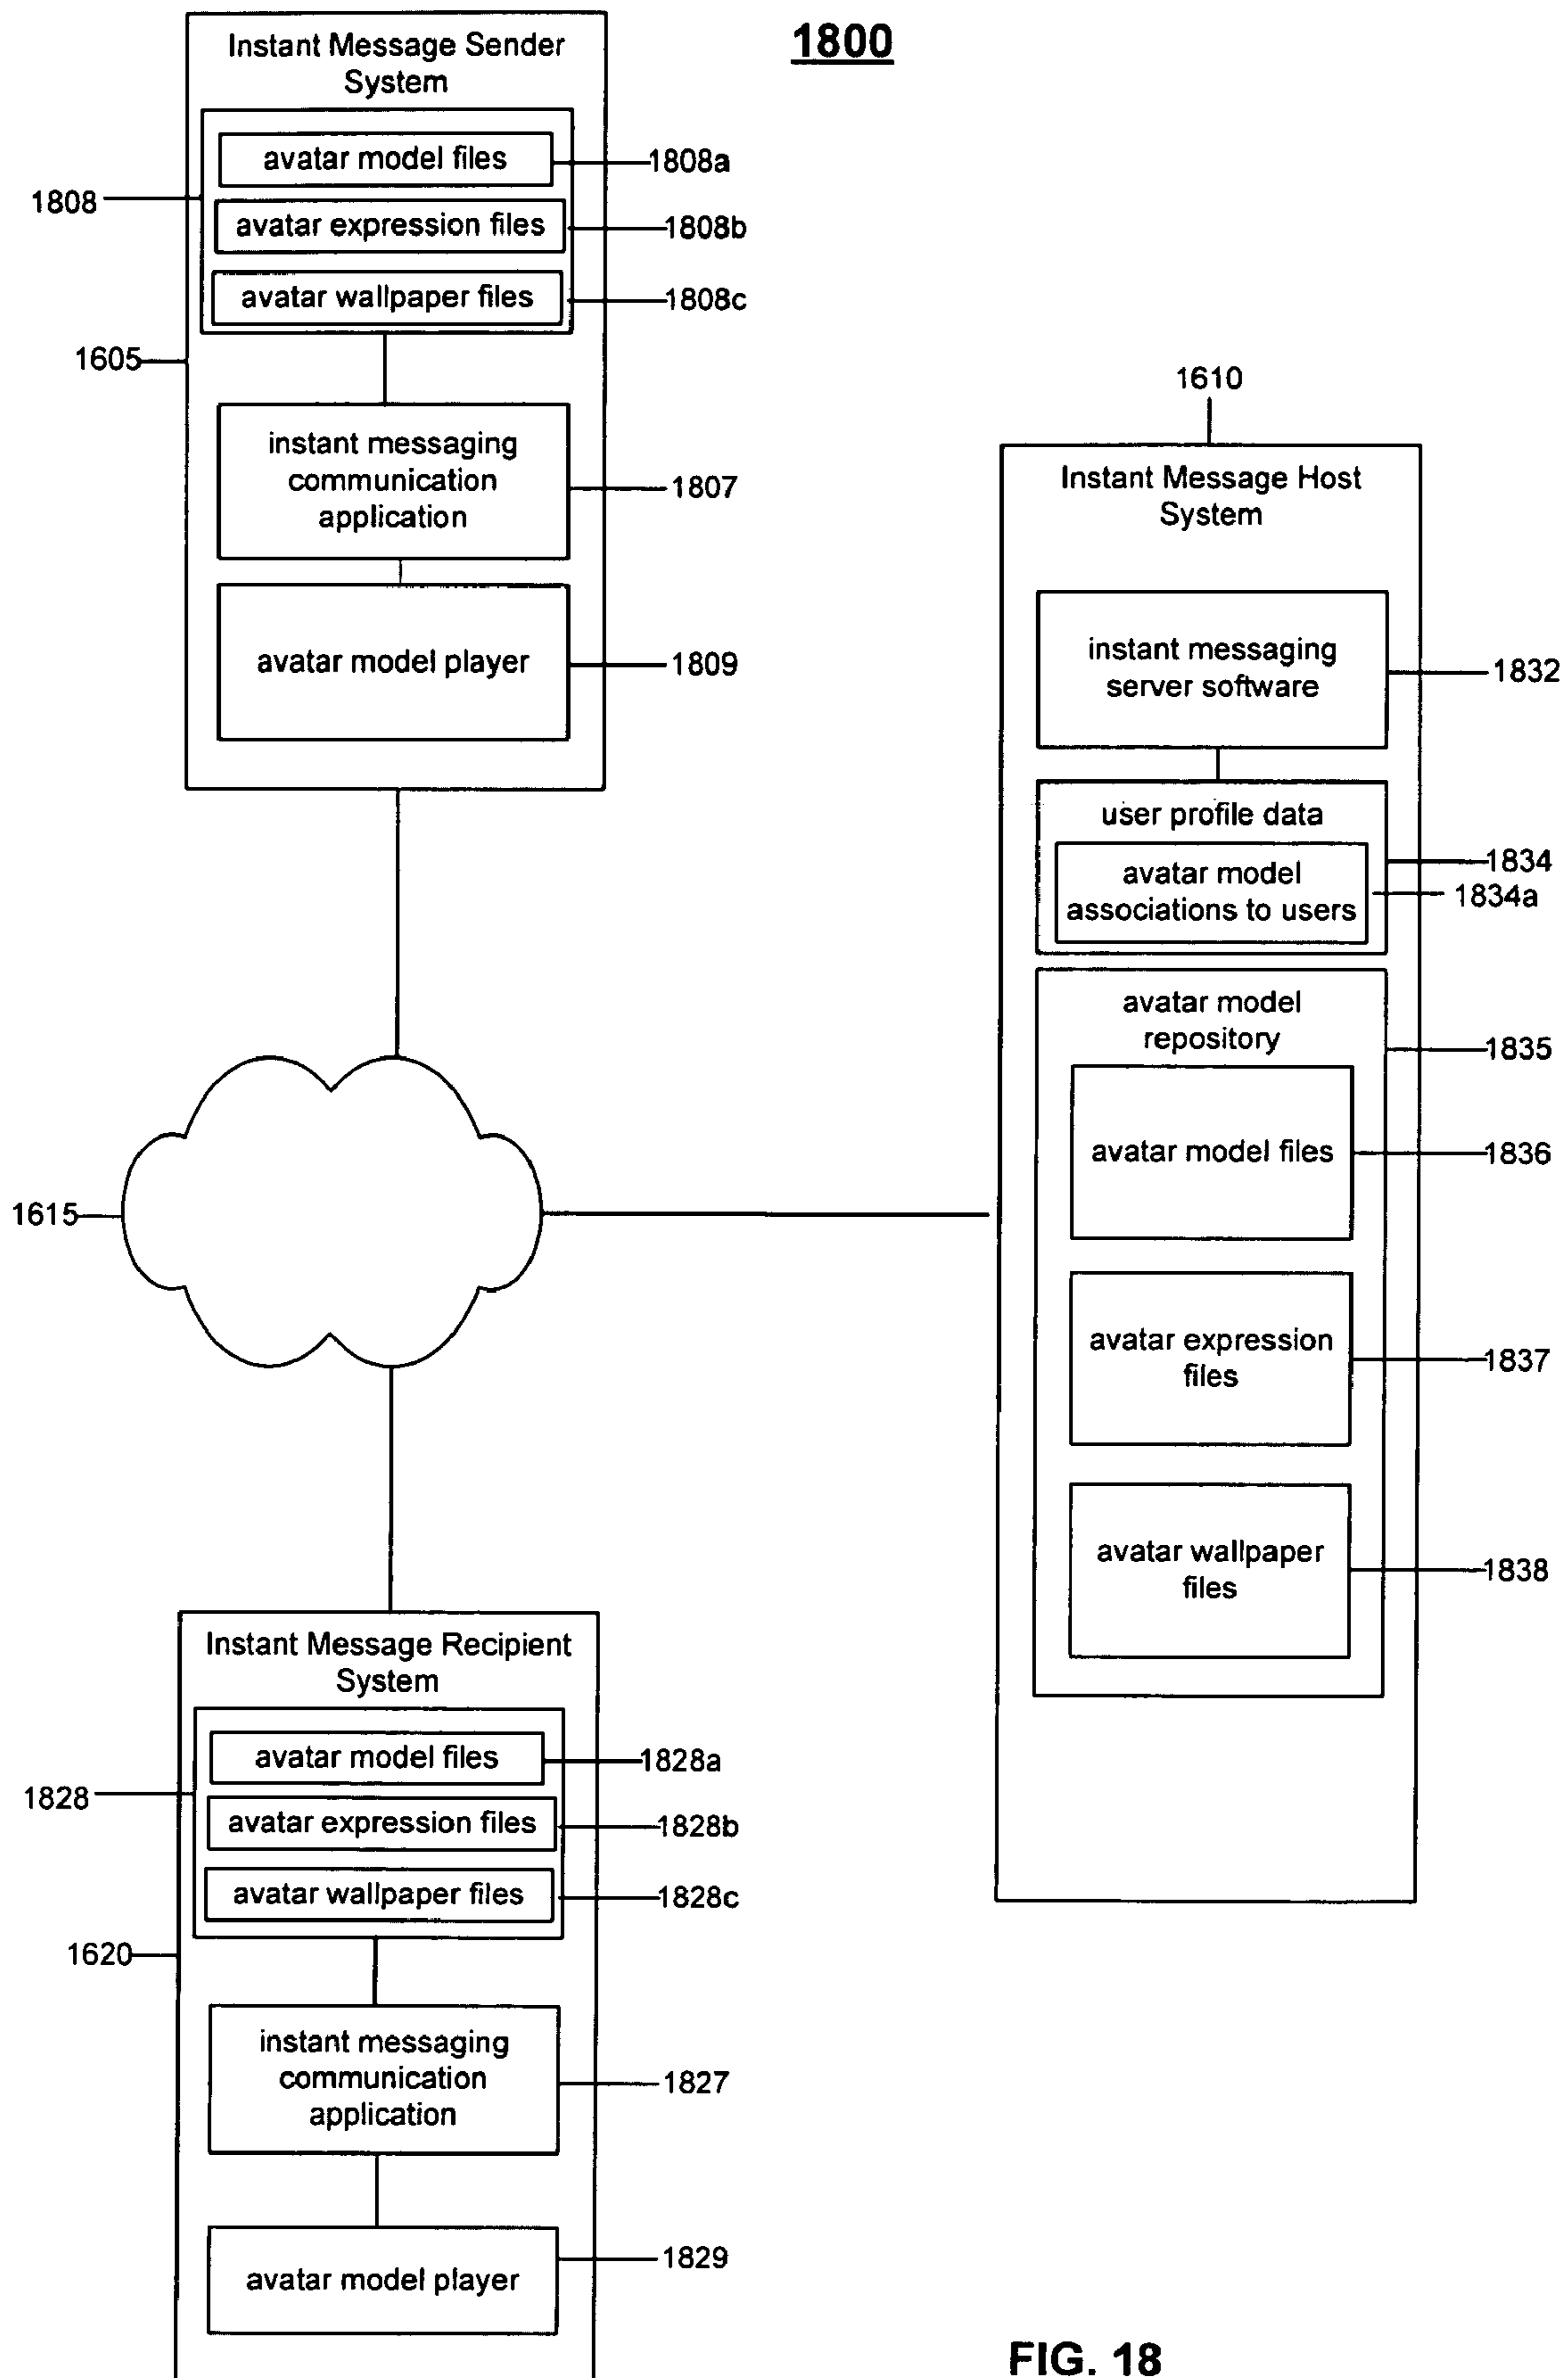 1800
Instant Message Sender
System
avatar model files
1808a
1808
avatar expression files
1808b
avatar wallpaper files
1808c
1605
instant messaging
communication
application
1807
avatar model player
1809
1610
Instant Message Host
System
instant messaging
server software
1832
user profile data
1834
avatar model
associations to users
1834a
avatar model
repository
1835
avatar model files
1836
avatar expression
files
1837
avatar wallpaper
files
1838
1615
Instant Message Recipient
System
avatar model files
1828a
1828
avatar expression files
1828b
avatar wallpaper files
1828c
1620
instant messaging
communication
application
1827
avatar model player
1829
FIG. 18